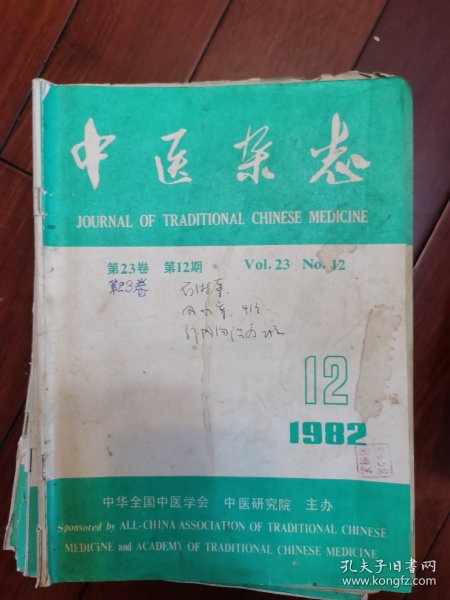 中医杂志
JOURNAL OF TRADITIONAL CHINESE MEDICINE
第23卷 第12期 Vol. 23 No. 12
第23卷
12
1982
中华全国中医学会 中医研究院 主办
Sponsored by ALL-CHINA ASSOCIATION OF TRADITIONAL CHINESE
MEDICINE and ACADEMY OF TRADITIONAL CHINESE MEDICINE
孔夫子旧书网
www.kongfz.com